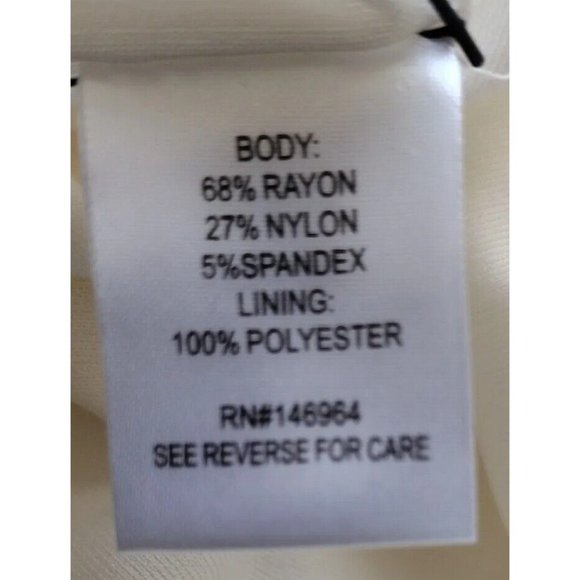 BODY:
68% RAYON
27% NYLON
5%SPANDEX
LINING:
100% POLYESTER
RN#146964
SEE REVERSE FOR CARE